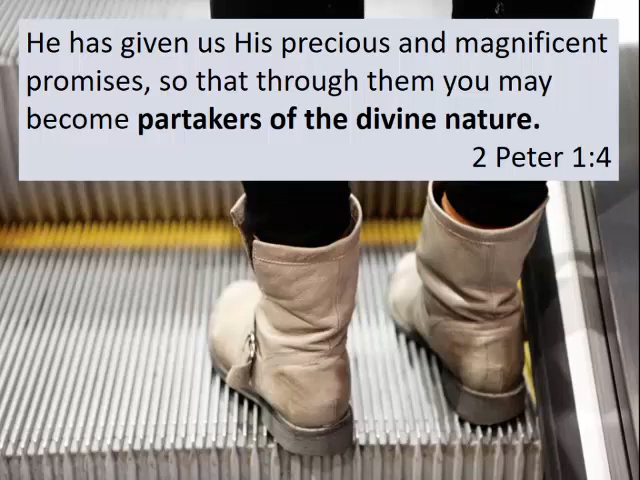 He has given us His precious and magnificent
promises, so that through them you may
become partakers of the divine nature.
2 Peter 1:4